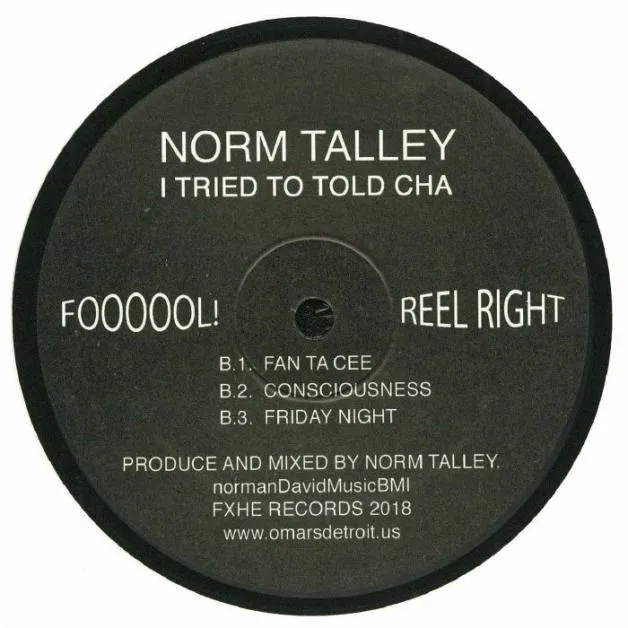 NORM TALLEY
I TRIED TO TOLD CHA
FOOOOOL!
REEL RIGHT
B.1. FAN TA CEE
B.2. CONSCIOUSNESS
B.3. FRIDAY NIGHT
PRODUCE AND MIXED BY NORM TALLEY.
normanDavidMusicBMI
FXHE RECORDS 2018
www.omarsdetroit.us